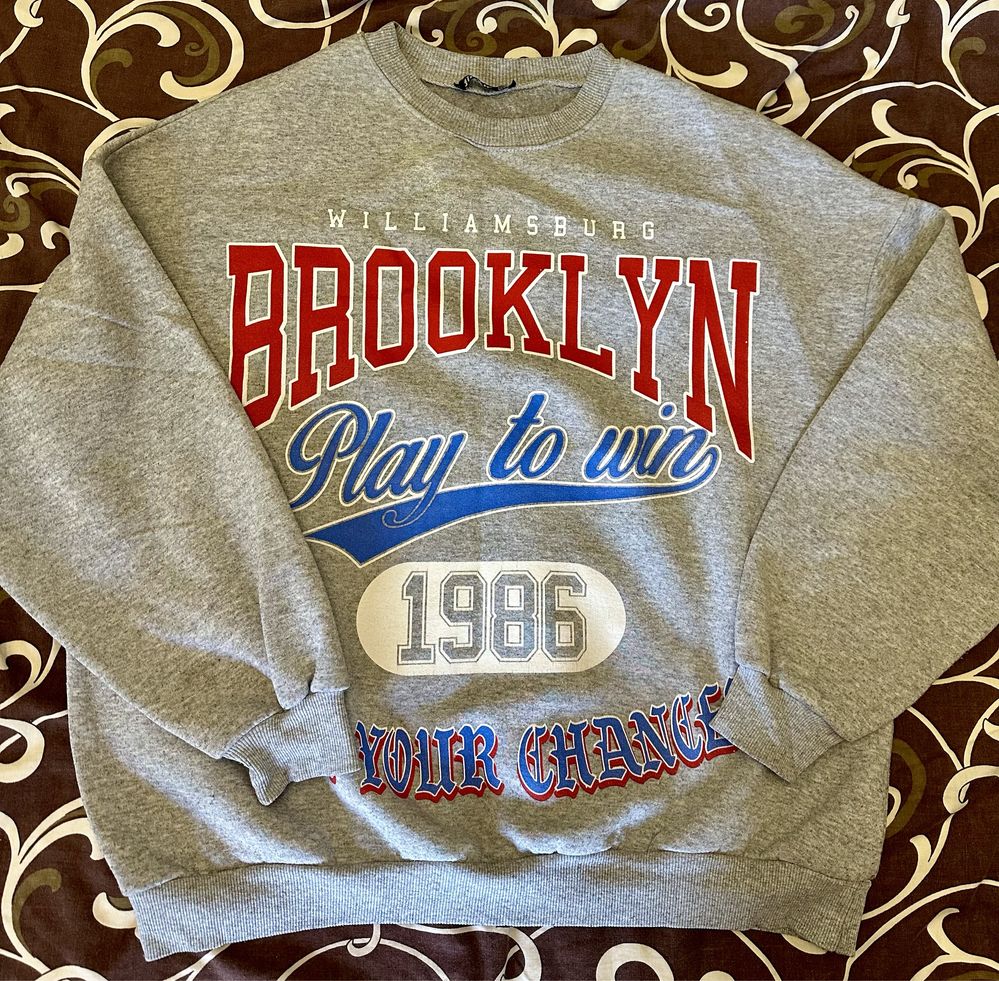 WILLIAMSBURG
BROOKLYN
Play to win
1986
YOUR CHANCE